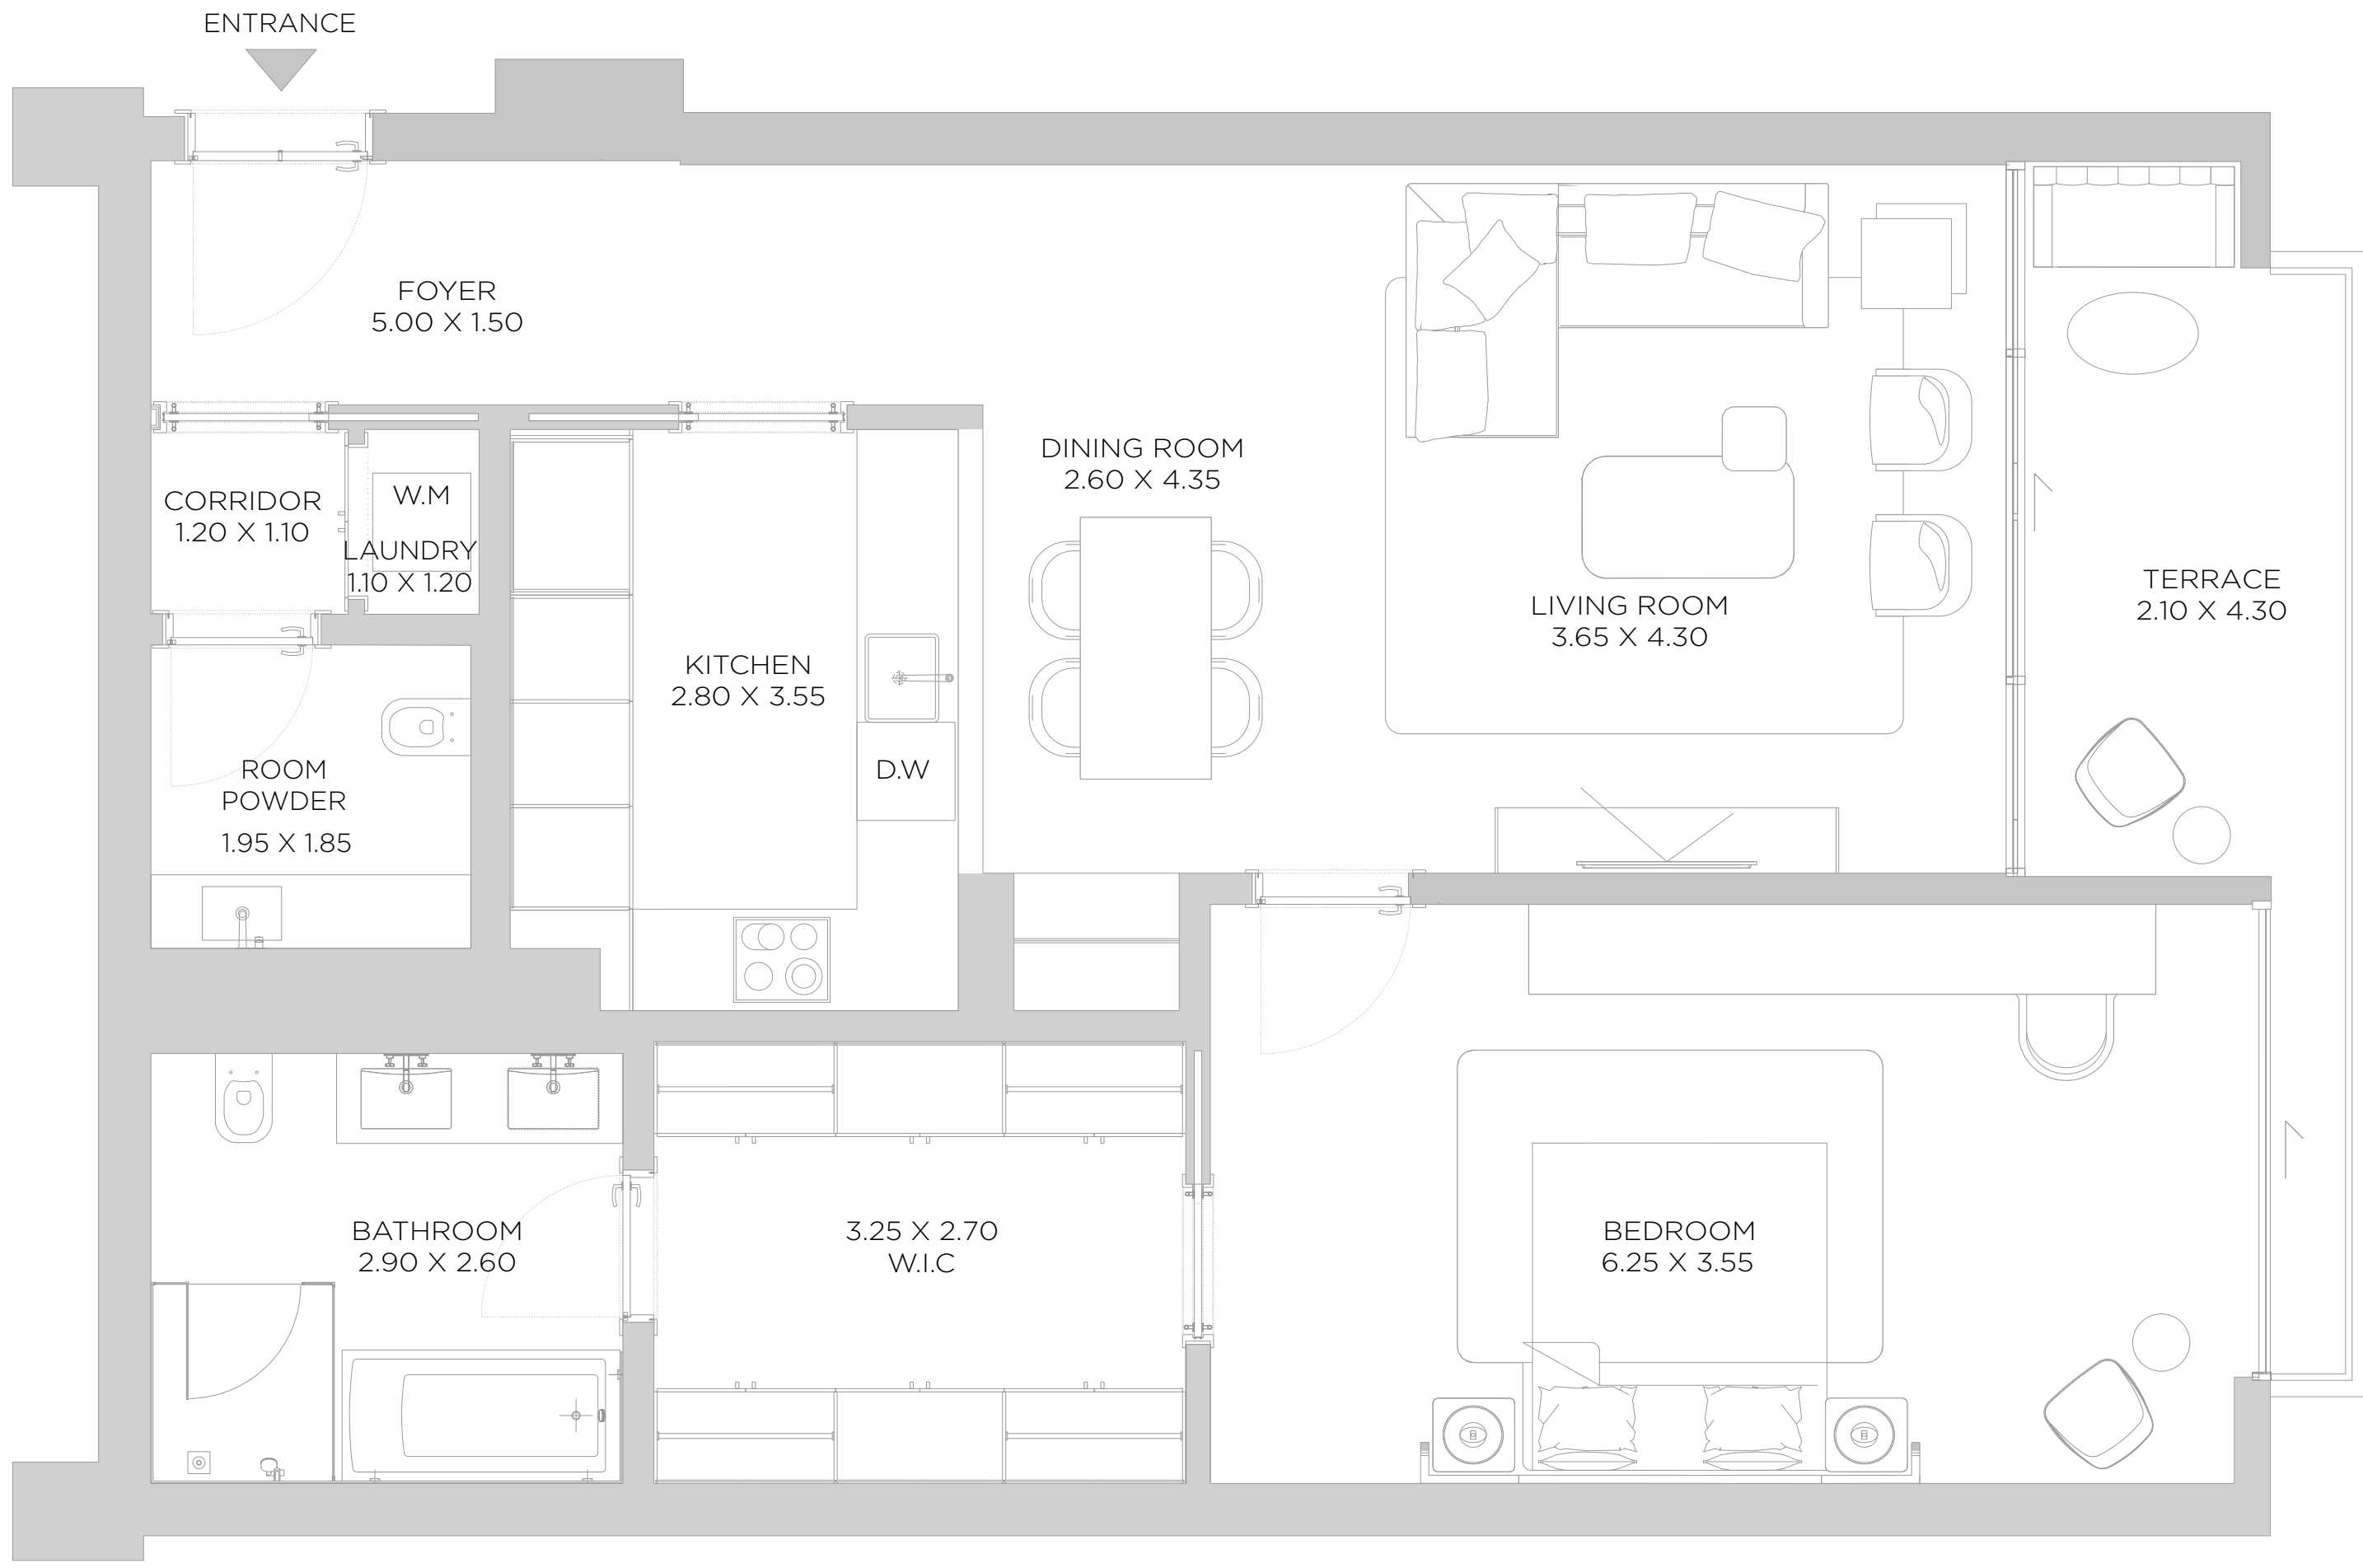 ENTRANCE
FOYER
5.00 X 1.50
CORRIDOR
1.20 X 1.10
W.M
LAUNDRY
1.10 X 1.20
DINING ROOM
2.60 X 4.35
LIVING ROOM
3.65 X 4.30
TERRACE
2.10 X 4.30
KITCHEN
2.80 X 3.55
D.W
ROOM
POWDER
1.95 X 1.85
BATHROOM
2.90 X 2.60
3.25 X 2.70
W.I.C
BEDROOM
6.25 X 3.55